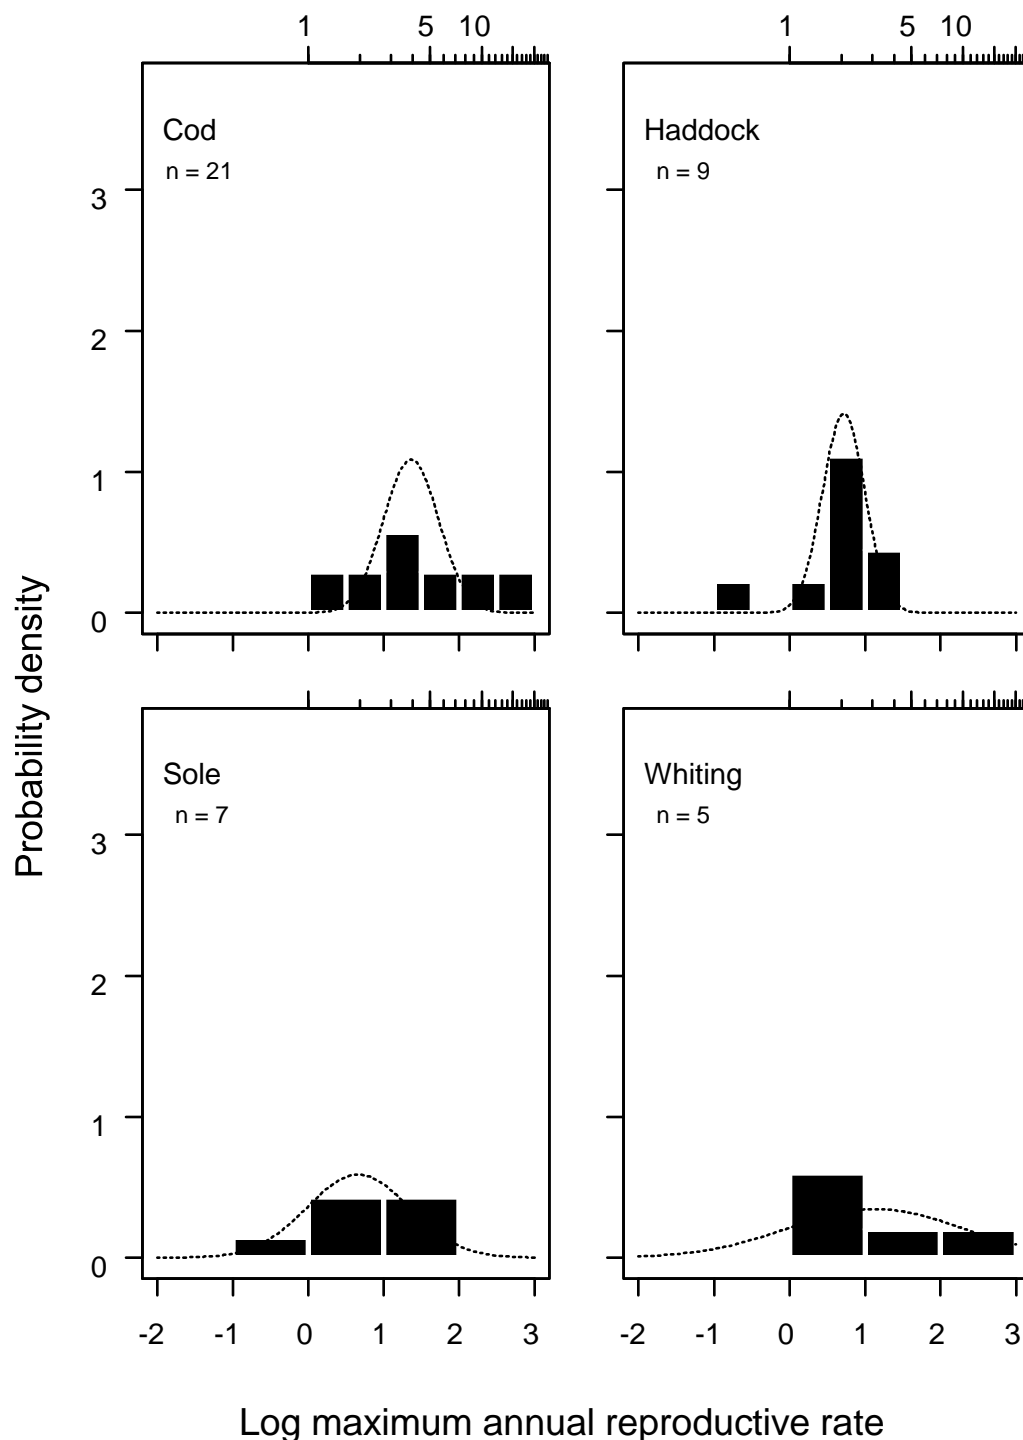 1 5 10
1 5 10
Cod
n = 21
Haddock
n = 9
3
2
1
0
Sole
n = 7
Whiting
n = 5
3
2
1
0
-2 -1 0 1 2 3
-2 -1 0 1 2 3
Probability density
Log maximum annual reproductive rate